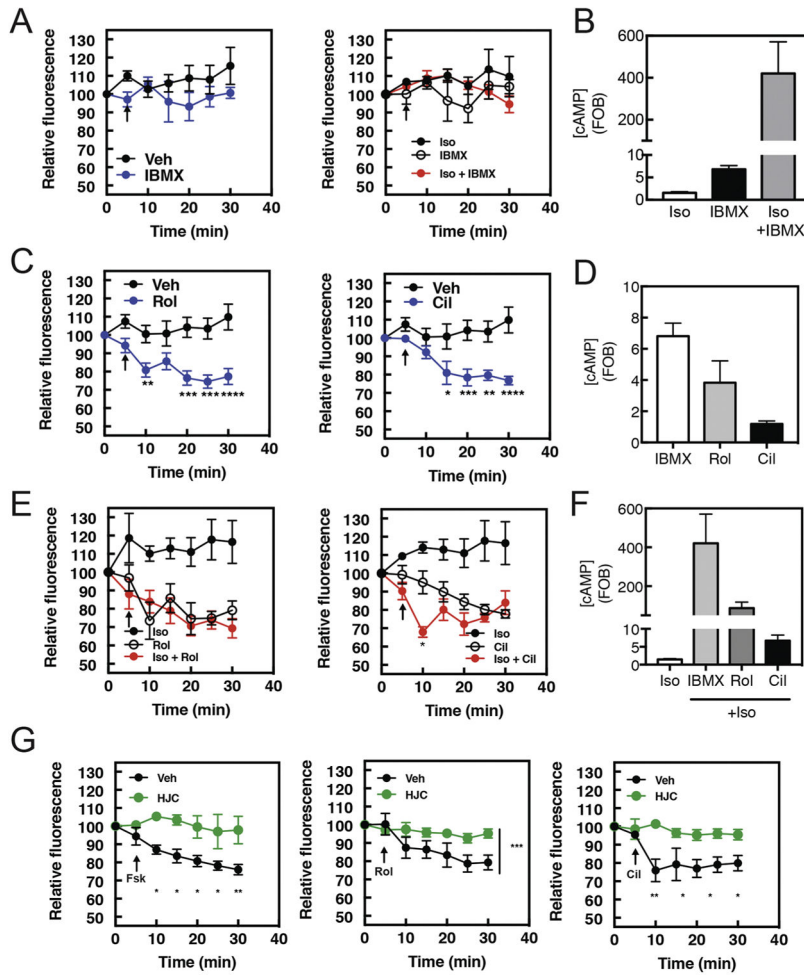 A
Relative fluorescence
130
120
110
100
90
80
70
60
50
Veh
IBMX
0 10 20 30 40
Time (min)
Relative fluorescence
130
120
110
100
90
80
70
60
50
Iso
IBMX
Iso + IBMX
0 10 20 30 40
Time (min)
B
[cAMP]
(FOB)
600
400
200
10
5
0
Iso IBMX Iso
+IBMX
C
Relative fluorescence
130
120
110
100
90
80
70
60
50
Veh
Rol
** *** *** ****
0 10 20 30 40
Time (min)
Relative fluorescence
130
120
110
100
90
80
70
60
50
Veh
Cil
* *** ** ****
0 10 20 30 40
Time (min)
D
[cAMP]
(FOB)
8
6
4
2
0
IBMX Rol Cil
E
Relative fluorescence
130
120
110
100
90
80
70
60
50
Iso
Rol
Iso + Rol
0 10 20 30 40
Time (min)
Relative fluorescence
130
120
110
100
90
80
70
60
50
*
Iso
Cil
Iso + Cil
0 10 20 30 40
Time (min)
F
[cAMP]
(FOB)
600
400
200
10
5
0
Iso IBMX Rol Cil
+Iso
G
Relative fluorescence
130
120
110
100
90
80
70
60
50
Veh
HJC
Fsk
* * * * **
0 10 20 30 40
Time (min)
Relative fluorescence
130
120
110
100
90
80
70
60
50
Veh
HJC
Rol
***
0 10 20 30 40
Time (min)
Relative fluorescence
130
120
110
100
90
80
70
60
50
Veh
HJC
Cil
** * * *
0 10 20 30 40
Time (min)